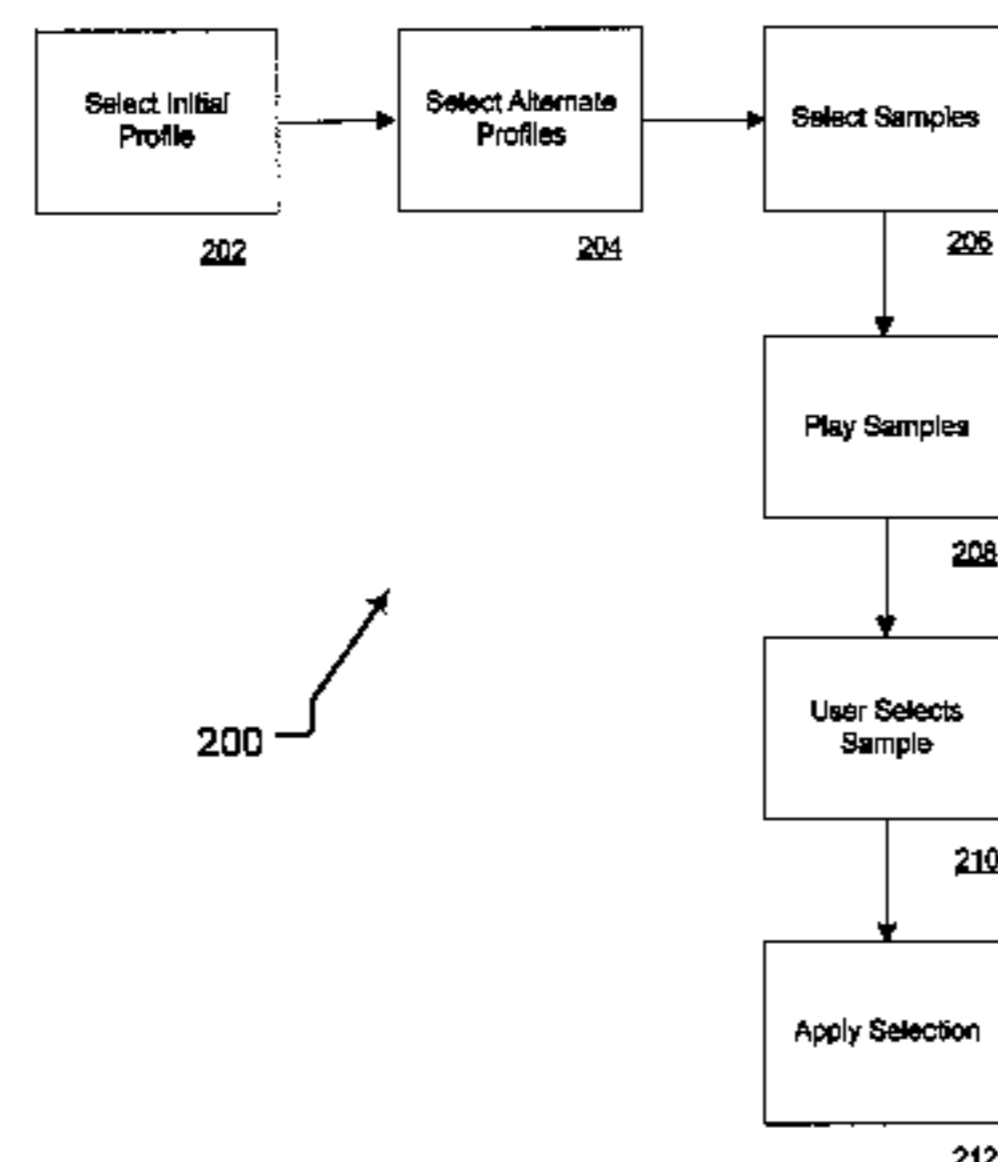 Select Initial
Profile
202
Select Alternate
Profiles
204
Select Samples
206
Play Samples
208
User Selects
Sample
210
Apply Selection
212
200